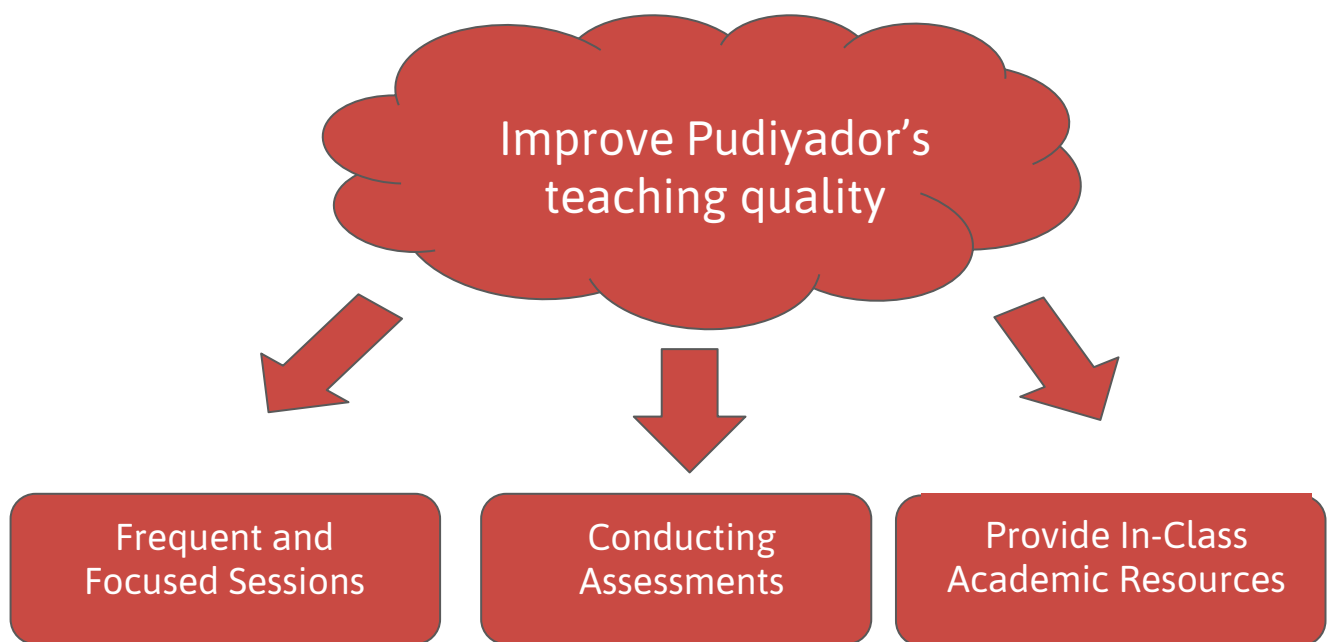 Improve Pudiyador’s
teaching quality
Frequent and
Focused Sessions
Conducting
Assessments
Provide In-Class
Academic Resources